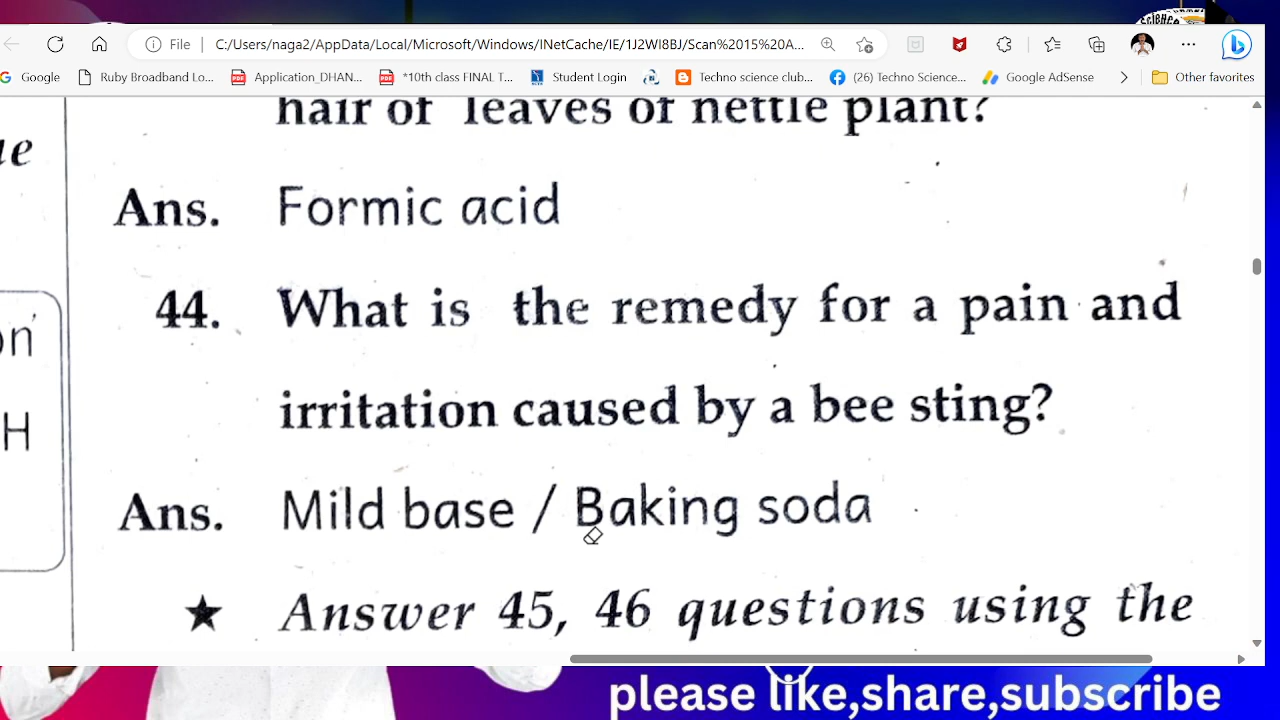 science
File
C:/Users/naga2/AppData/Local/Microsoft/Windows/INetCache/IE/1J2WI8BJ/Scan%2015%20A...
Google Ruby Broadband Lo... Application_DHAN... *10th class FINAL T... Student Login Techno science club... (26) Techno Scienc... Google AdSense Other favorites
hair of leaves of nettle plant?
Ans. Formic acid
44. What is the remedy for a pain and
irritation caused by a bee sting?
Ans. Mild base / Baking soda
★ Answer 45, 46 questions using the
H
please like,share,subscribe